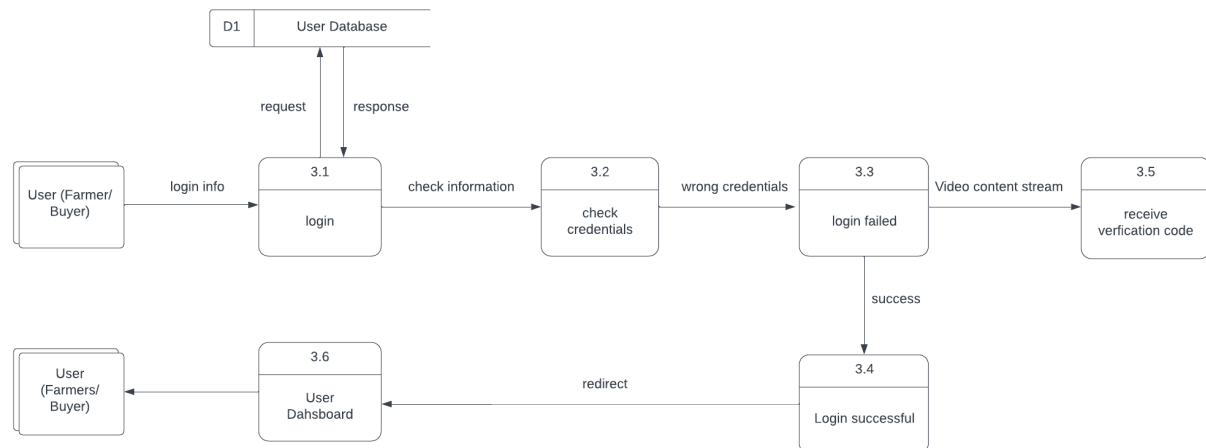 D1
User Database
request
response
User (Farmer/
Buyer)
login info
3.1
login
check information
3.2
check
credentials
wrong credentials
3.3
login failed
Video content stream
3.5
receive
verfication code
success
User
(Farmers/
Buyer)
3.6
User
Dahsboard
redirect
3.4
Login successful